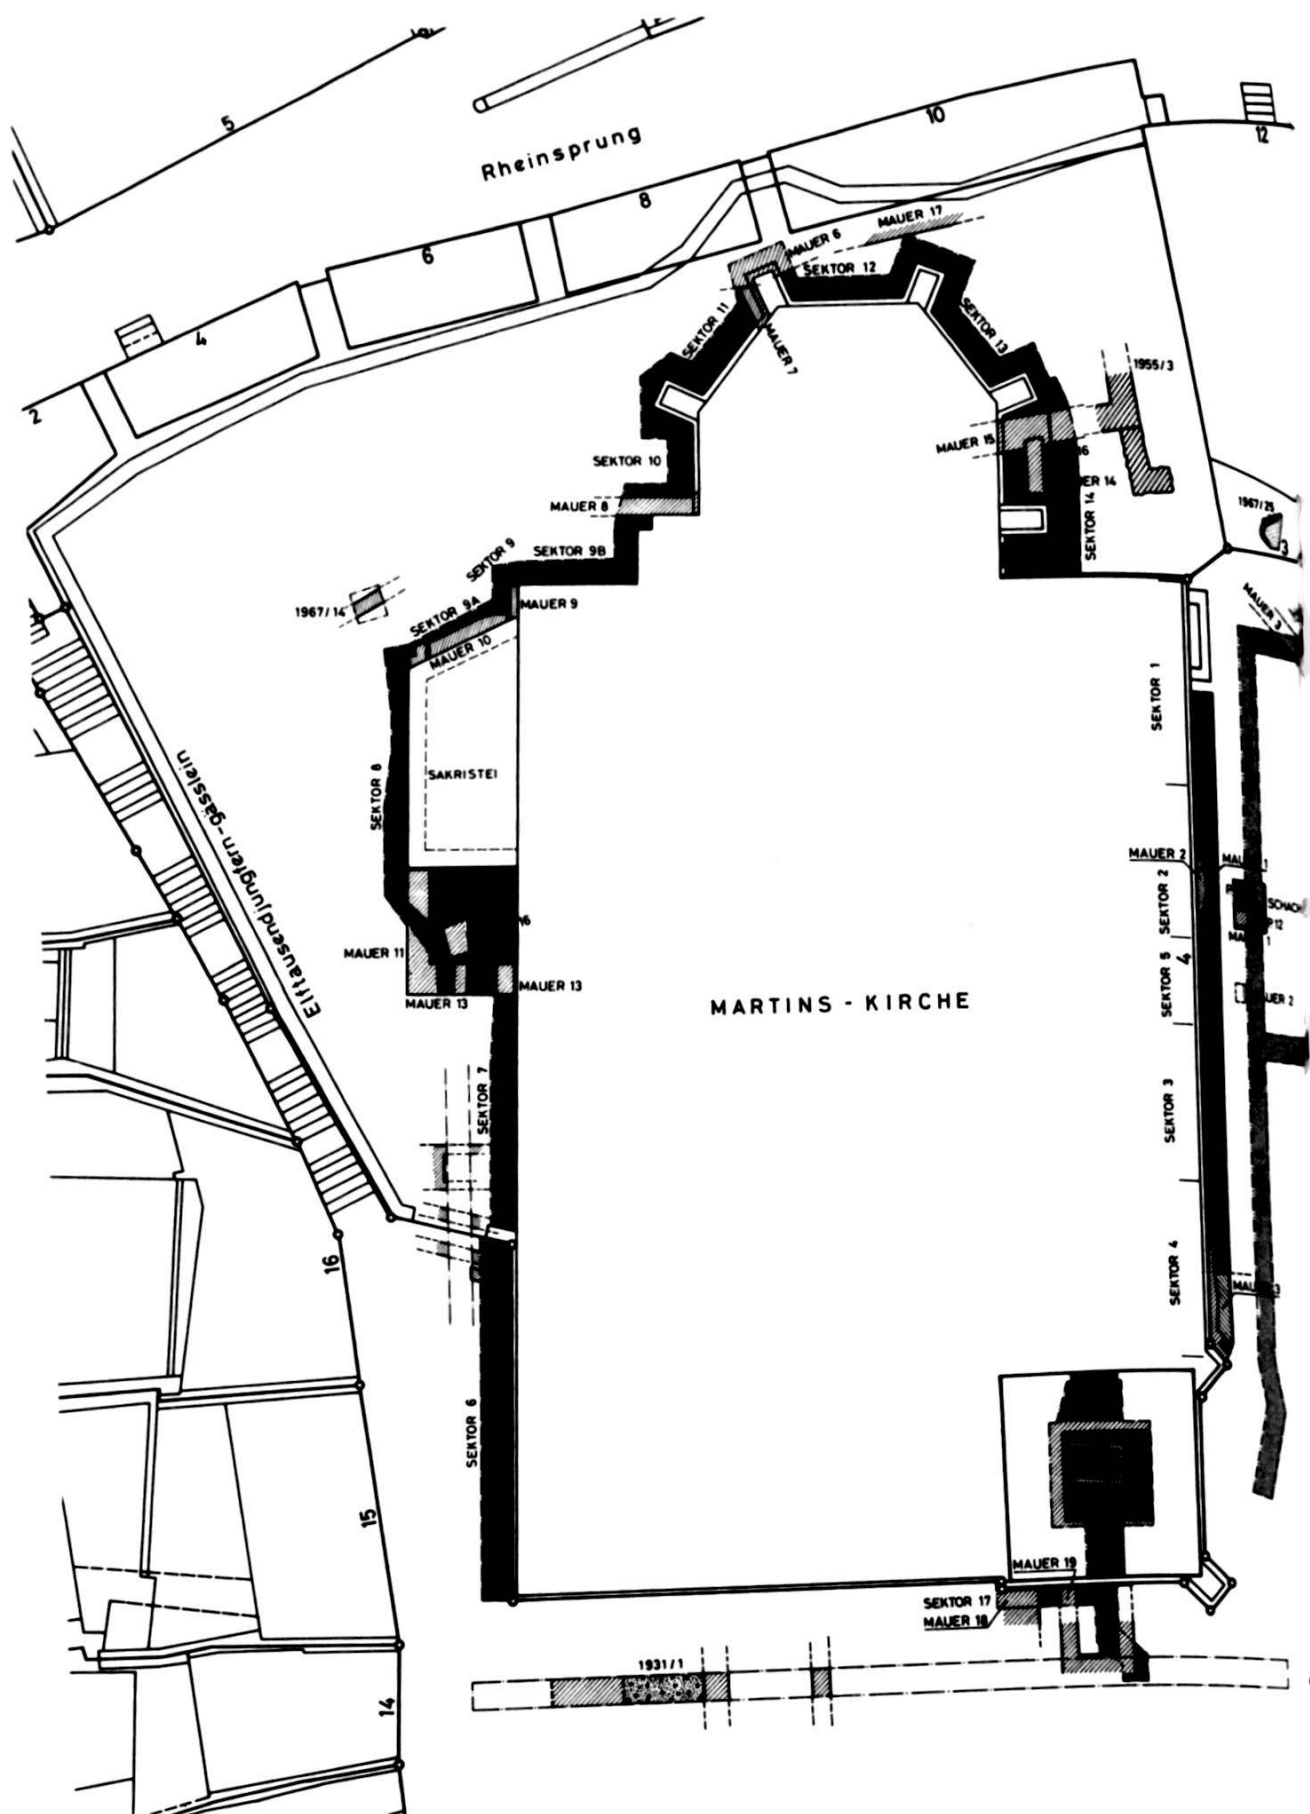 5
Rheinsprung
10
12
8
6
4
2
MAUER 17
MAUER 6
SEKTOR 12
SEKTOR 11
MAUER 7
SEKTOR 13
1955/3
MAUER 15
SEKTOR 10
MAUER 8
SEKTOR 14
1967/25
3
SEKTOR 9
SEKTOR 9B
1967/14
SEKTOR 9A
MAUER 9
MAUER 10
MAUER 3
SEKTOR 1
SAKRISTEI
SEKTOR 8
Elftausendjungfern-gässlein
MAUER 2
SEKTOR 2
MAUER 11
SEKTOR 5
4
MAUER 13
MAUER 13
MARTINS - KIRCHE
SEKTOR 7
SEKTOR 3
SEKTOR 4
16
SEKTOR 6
15
MAUER 19
SEKTOR 17
MAUER 18
1931/1
14